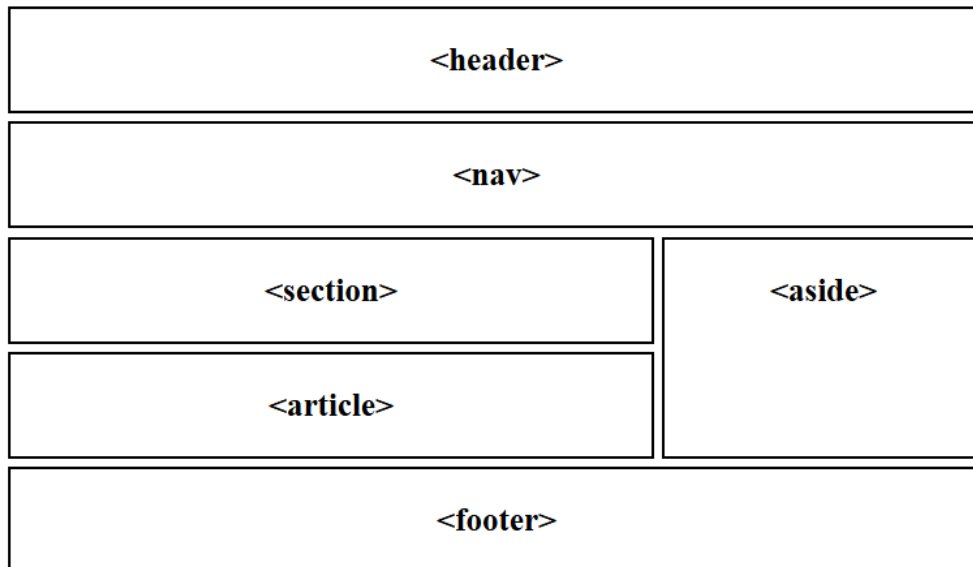 <header>
<nav>
<section>
<aside>
<article>
<footer>